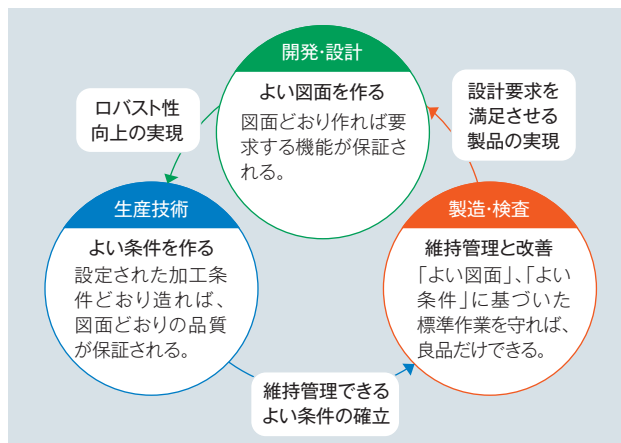 開発・設計
よい図面を作る
図面どおり作れば要
求する機能が保証さ
れる。
ロバスト性
向上の実現
設計要求を
満足させる
製品の実現
生産技術
よい条件を作る
設定された加工条
件どおり造れば、
図面どおりの品質
が保証される。
製造・検査
維持管理と改善
「よい図面」、「よい
条件」に基づいた
標準作業を守れば、
良品だけできる。
維持管理できる
よい条件の確立